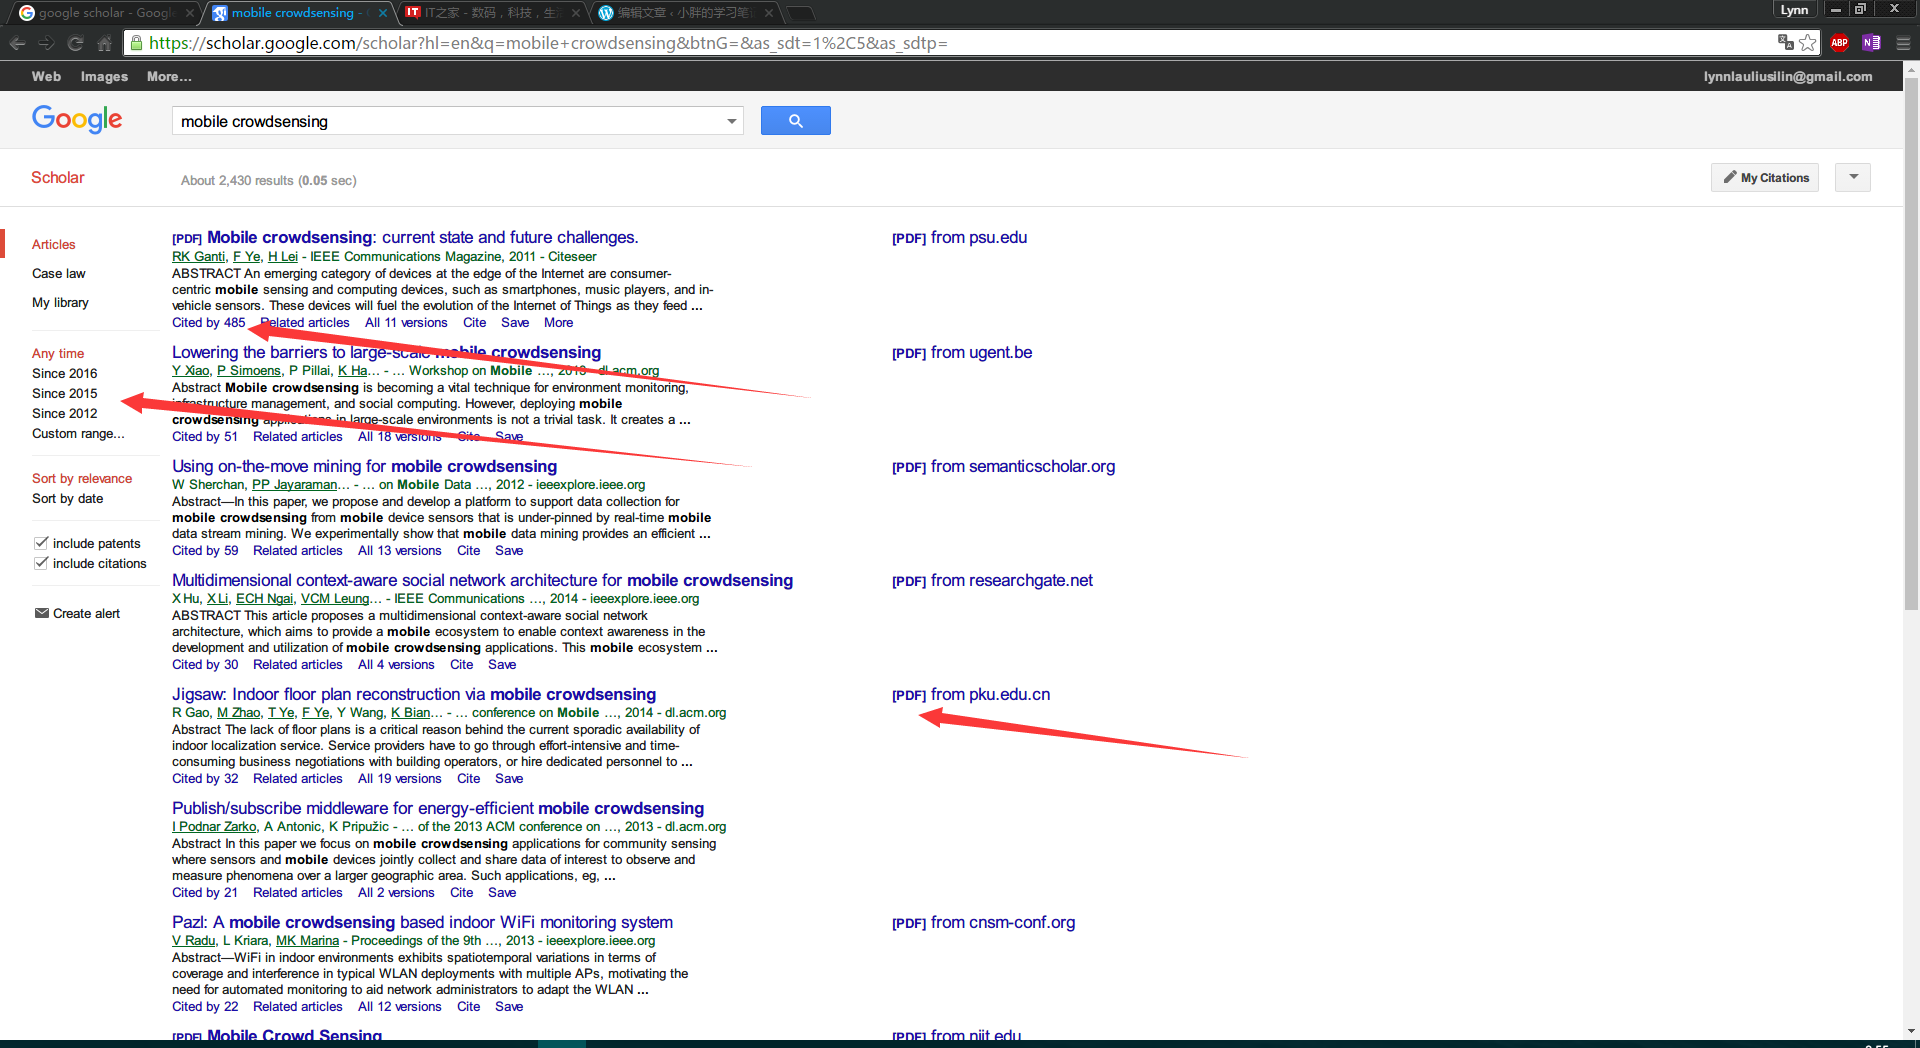 google scholar - Googl
mobile crowdsensing -
IT之家 - 数码，科技，生
编辑文章 ‹ 小胖的学习笔
Lynn
https://scholar.google.com/scholar?hl=en&q=mobile+crowdsensing&btnG=&as_sdt=1%2C5&as_sdtp=
ABP
Web Images More...
lynnlauliusilin@gmail.com
Google
mobile crowdsensing
Scholar
About 2,430 results (0.05 sec)
My Citations
Articles
Case law
My library
Any time
Since 2016
Since 2015
Since 2012
Custom range...
Sort by relevance
Sort by date
include patents
include citations
Create alert
[PDF] Mobile crowdsensing: current state and future challenges.
RK Ganti, F Ye, H Lei - IEEE Communications Magazine, 2011 - Citeseer
ABSTRACT An emerging category of devices at the edge of the Internet are consumer-
centric mobile sensing and computing devices, such as smartphones, music players, and in-
vehicle sensors. These devices will fuel the evolution of the Internet of Things as they feed ...
Cited by 485 Related articles All 11 versions Cite Save More
[PDF] from psu.edu
Lowering the barriers to large-scale mobile crowdsensing
Y Xiao, P Simoens, P Pillai, K Ha... - ... Workshop on Mobile ..., 2013 - dl.acm.org
Abstract Mobile crowdsensing is becoming a vital technique for environment monitoring,
infrastructure management, and social computing. However, deploying mobile
crowdsensing applications in large-scale environments is not a trivial task. It creates a ...
Cited by 51 Related articles All 18 versions Cite Save
[PDF] from ugent.be
Using on-the-move mining for mobile crowdsensing
W Sherchan, PP Jayaraman... - ... on Mobile Data ..., 2012 - ieeexplore.ieee.org
Abstract—In this paper, we propose and develop a platform to support data collection for
mobile crowdsensing from mobile device sensors that is under-pinned by real-time mobile
data stream mining. We experimentally show that mobile data mining provides an efficient ...
Cited by 59 Related articles All 13 versions Cite Save
[PDF] from semanticscholar.org
Multidimensional context-aware social network architecture for mobile crowdsensing
X Hu, X Li, ECH Ngai, VCM Leung... - IEEE Communications ..., 2014 - ieeexplore.ieee.org
ABSTRACT This article proposes a multidimensional context-aware social network
architecture, which aims to provide a mobile ecosystem to enable context awareness in the
development and utilization of mobile crowdsensing applications. This mobile ecosystem ...
Cited by 30 Related articles All 4 versions Cite Save
[PDF] from researchgate.net
Jigsaw: Indoor floor plan reconstruction via mobile crowdsensing
R Gao, M Zhao, T Ye, F Ye, Y Wang, K Bian... - ... conference on Mobile ..., 2014 - dl.acm.org
Abstract The lack of floor plans is a critical reason behind the current sporadic availability of
indoor localization service. Service providers have to go through effort-intensive and time-
consuming business negotiations with building operators, or hire dedicated personnel to ...
Cited by 32 Related articles All 19 versions Cite Save
[PDF] from pku.edu.cn
Publish/subscribe middleware for energy-efficient mobile crowdsensing
I Podnar Zarko, A Antonic, K Pripužic - ... of the 2013 ACM conference on ..., 2013 - dl.acm.org
Abstract In this paper we focus on mobile crowdsensing applications for community sensing
where sensors and mobile devices jointly collect and share data of interest to observe and
measure phenomena over a larger geographic area. Such applications, eg, ...
Cited by 21 Related articles All 2 versions Cite Save
Pazl: A mobile crowdsensing based indoor WiFi monitoring system
V Radu, L Kriara, MK Marina - Proceedings of the 9th ..., 2013 - ieeexplore.ieee.org
Abstract—WiFi in indoor environments exhibits spatiotemporal variations in terms of
coverage and interference in typical WLAN deployments with multiple APs, motivating the
need for automated monitoring to aid network administrators to adapt the WLAN ...
Cited by 22 Related articles All 12 versions Cite Save
[PDF] from cnsm-conf.org
[PDF] Mobile Crowd Sensing
[PDF] from njit.edu